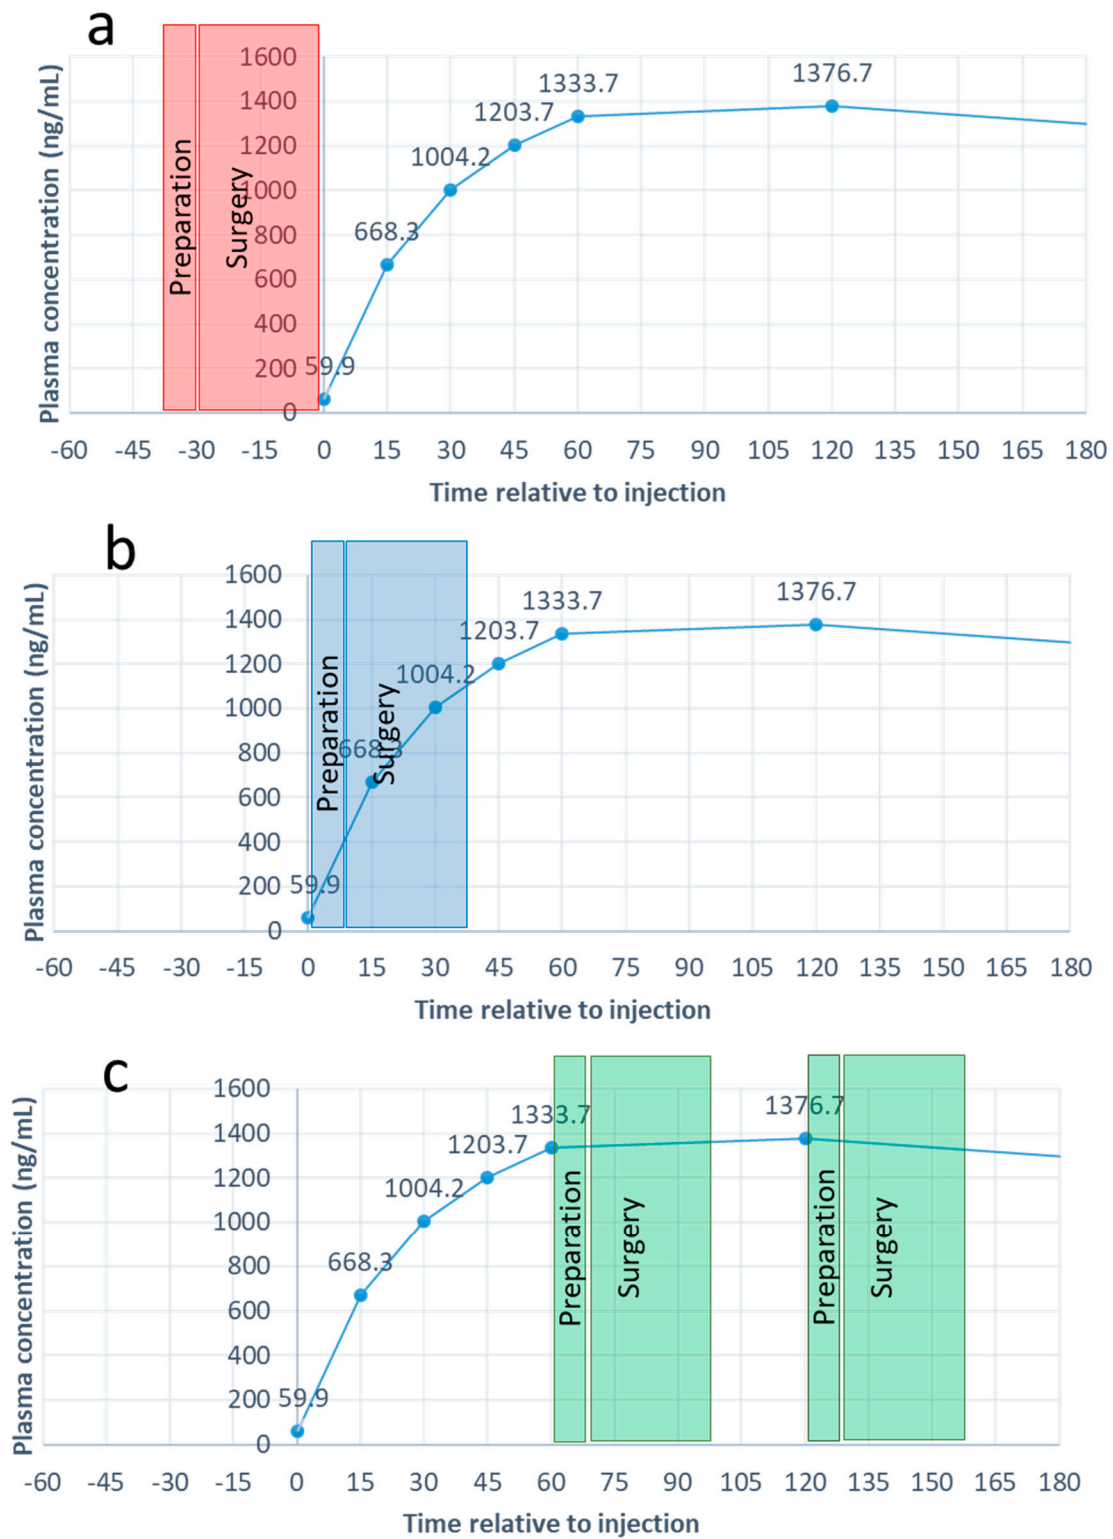 a
Plasma concentration (ng/mL)
1600
1400
1200
1000
800
600
400
200
0
Preparation
Surgery
59.9
668.3
1004.2
1203.7
1333.7
1376.7
-60 -45 -30 -15 0 15 30 45 60 75 90 105 120 135 150 165 180
Time relative to injection
b
Plasma concentration (ng/mL)
1600
1400
1200
1000
800
600
400
200
0
Preparation
Surgery
59.9
668.3
1004.2
1203.7
1333.7
1376.7
-60 -45 -30 -15 0 15 30 45 60 75 90 105 120 135 150 165 180
Time relative to injection
c
Plasma concentration (ng/mL)
1600
1400
1200
1000
800
600
400
200
0
59.9
668.3
1004.2
1203.7
1333.7
1376.7
Preparation
Surgery
Preparation
Surgery
-60 -45 -30 -15 0 15 30 45 60 75 90 105 120 135 150 165 180
Time relative to injection